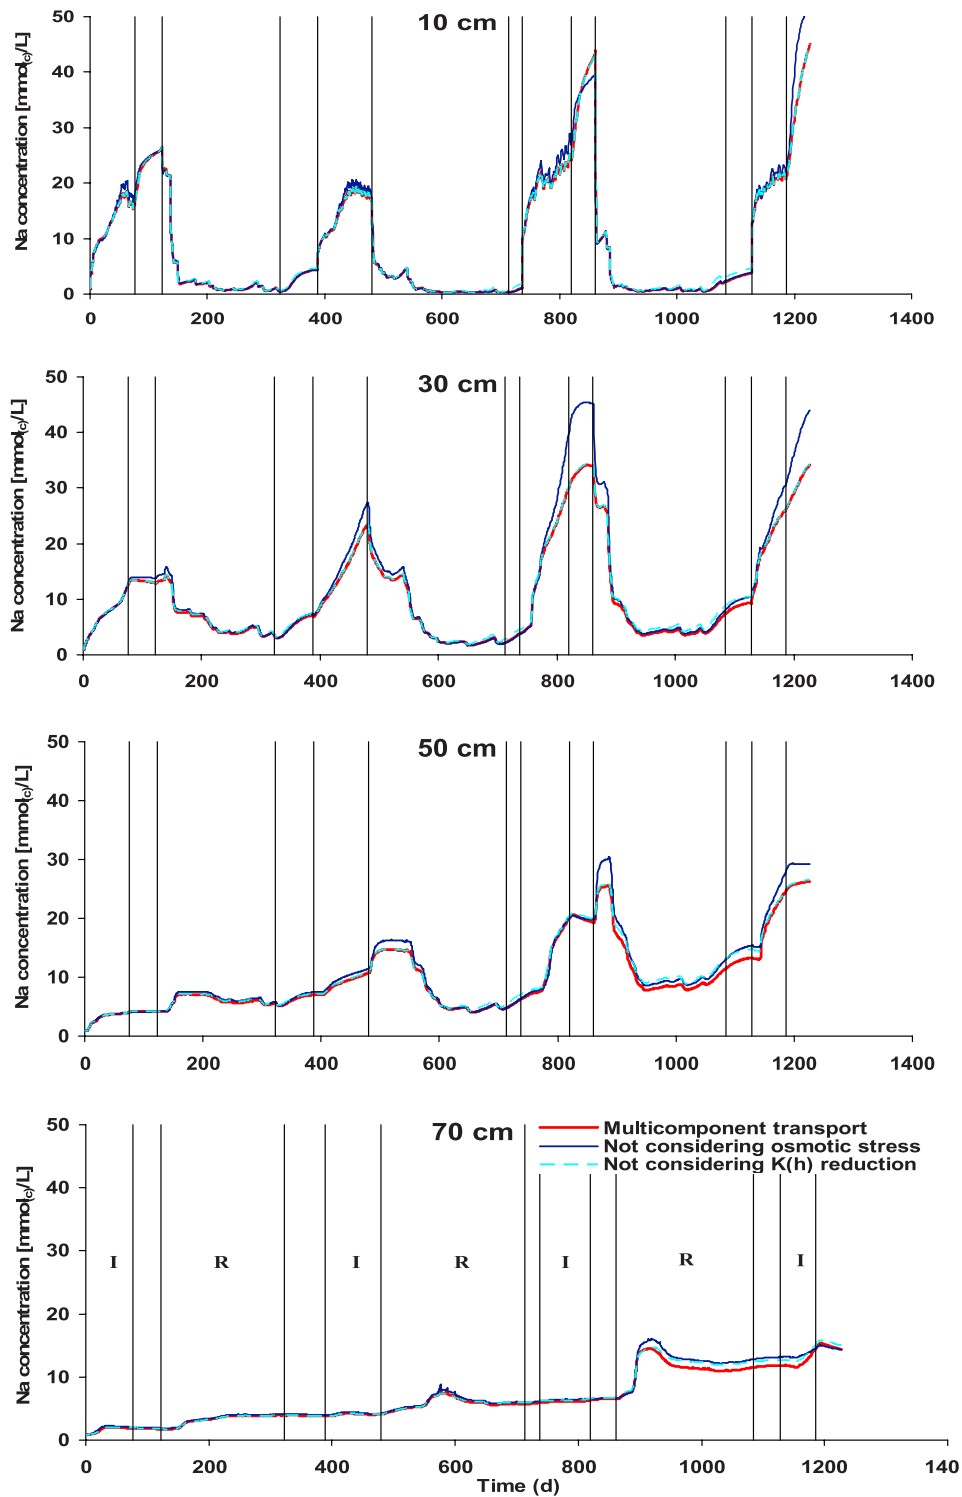 10 cm
Na concentration [mmol(c)/L]
50
40
30
20
10
0
0 200 400 600 800 1000 1200 1400
30 cm
Na concentration [mmol(c)/L]
50
40
30
20
10
0
0 200 400 600 800 1000 1200 1400
50 cm
Na concentration [mmol(c)/L]
50
40
30
20
10
0
0 200 400 600 800 1000 1200 1400
70 cm
Multicomponent transport
Not considering osmotic stress
Not considering K(h) reduction
Na concentration [mmol(c)/L]
50
40
30
20
10
0
I R I R I R I
0 200 400 600 800 1000 1200 140
Time (d)